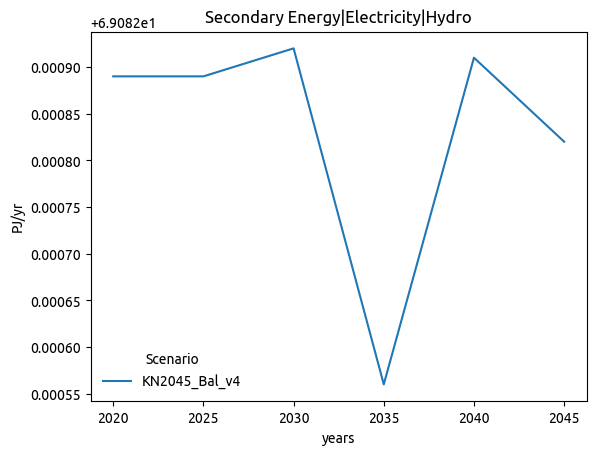 Secondary Energy|Electricity|Hydro
+6.9082e1
0.00090
0.00085
0.00080
0.00075
0.00070
0.00065
0.00060
0.00055
PJ/yr
Scenario
KN2045_Bal_v4
2020 2025 2030 2035 2040 2045
years